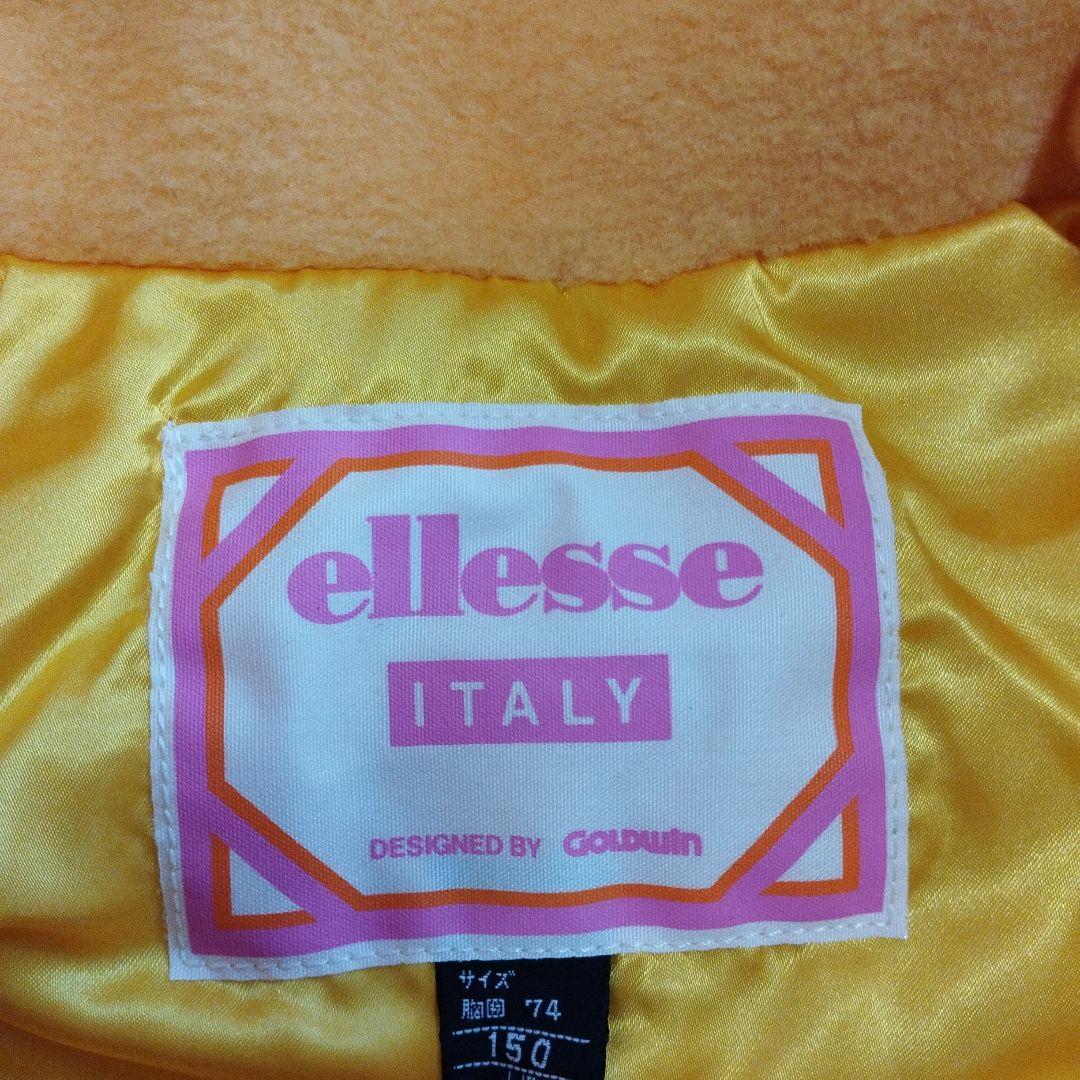 ellesse
ITALY
DESIGNED BY GOLDWIN
サイズ
胸囲 74
150